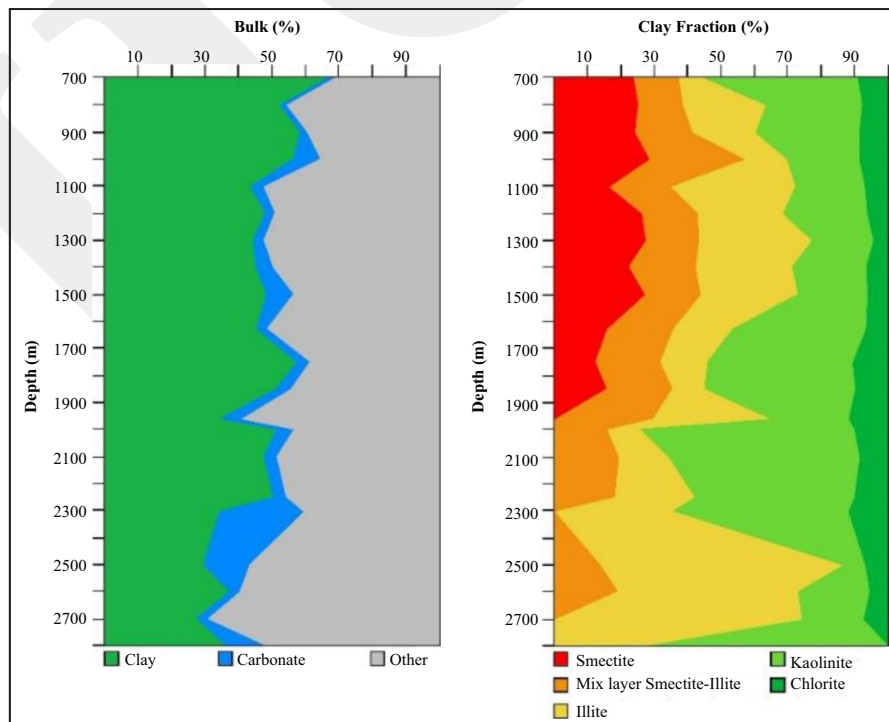 Bulk (%)
10 30 50 70 90
Depth (m)
700
900
1100
1300
1500
1700
1900
2100
2300
2500
2700
Clay Carbonate Other
Clay Fraction (%)
10 30 50 70 90
Depth (m)
700
900
1100
1300
1500
1700
1900
2100
2300
2500
2700
Smectite Kaolinite
Mix layer Smectite-Illite Chlorite
Illite